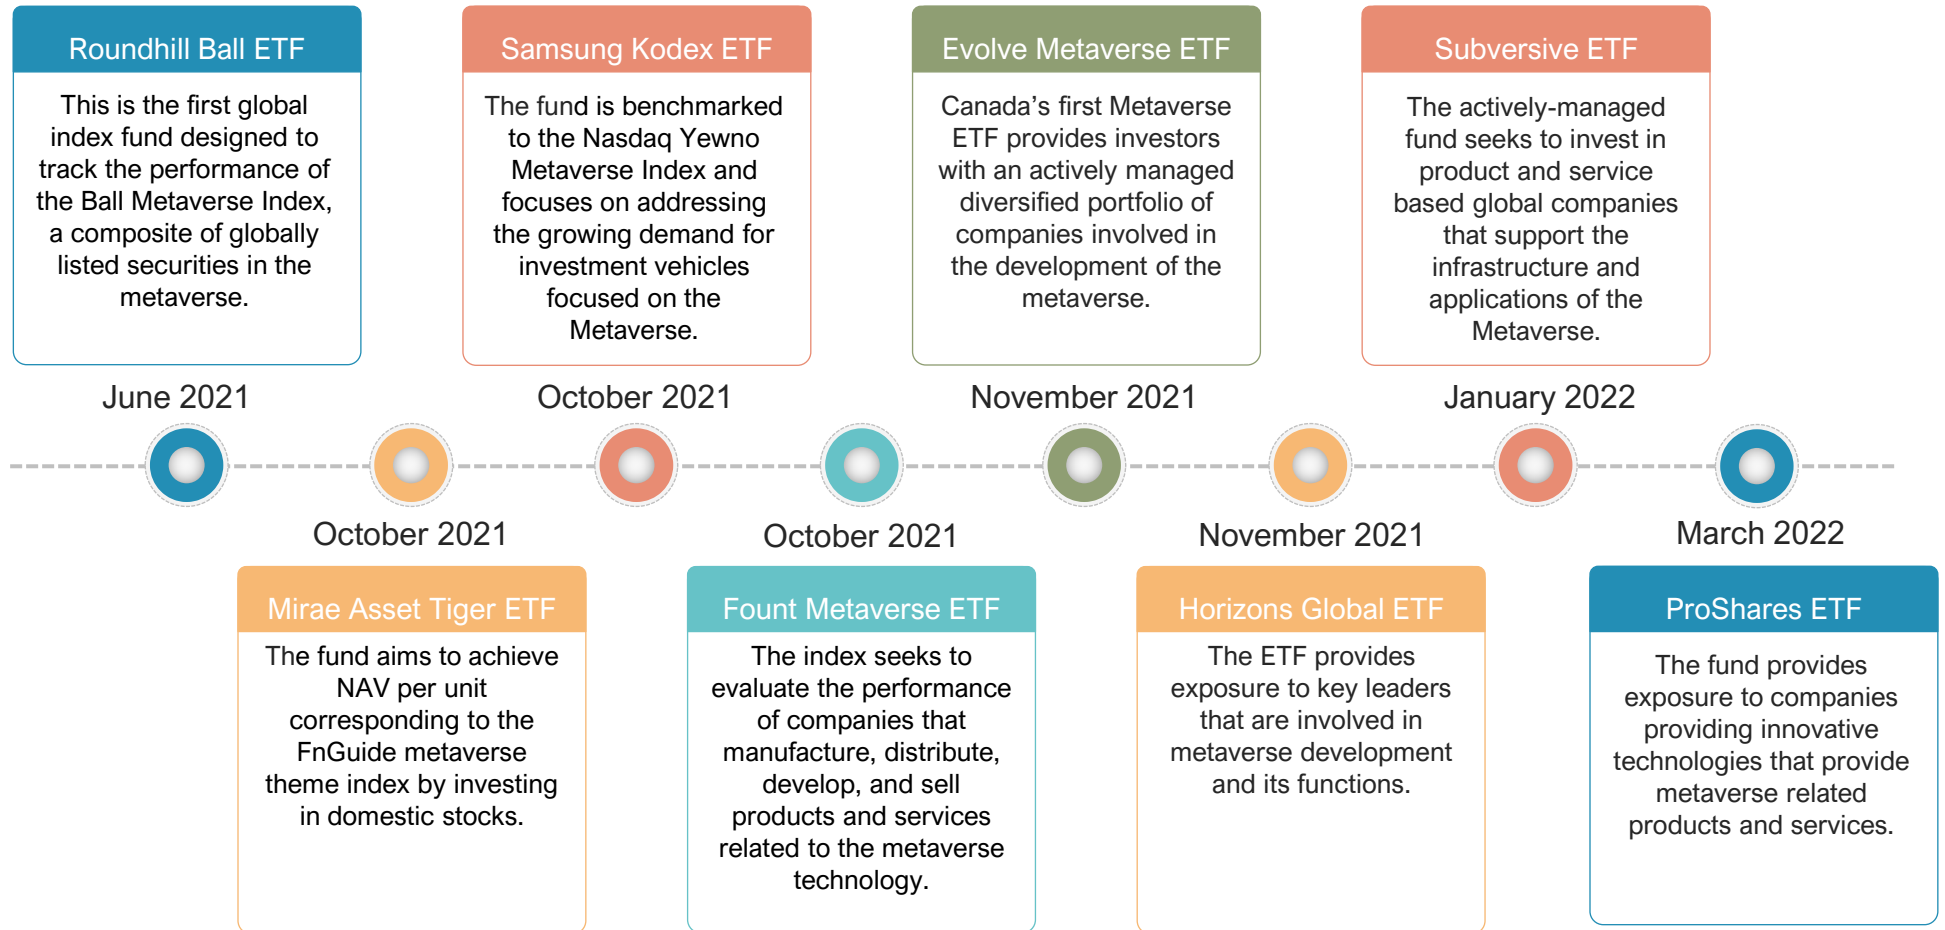 Roundhill Ball ETF
This is the first global
index fund designed to
track the performance of
the Ball Metaverse Index,
a composite of globally
listed securities in the
metaverse.
June 2021
Samsung Kodex ETF
The fund is benchmarked
to the Nasdaq Yewno
Metaverse Index and
focuses on addressing
the growing demand for
investment vehicles
focused on the
Metaverse.
October 2021
Evolve Metaverse ETF
Canada’s first Metaverse
ETF provides investors
with an actively managed
diversified portfolio of
companies involved in
the development of the
metaverse.
November 2021
Subversive ETF
The actively-managed
fund seeks to invest in
product and service
based global companies
that support the
infrastructure and
applications of the
Metaverse.
January 2022
October 2021
Mirae Asset Tiger ETF
The fund aims to achieve
NAV per unit
corresponding to the
FnGuide metaverse
theme index by investing
in domestic stocks.
October 2021
Fount Metaverse ETF
The index seeks to
evaluate the performance
of companies that
manufacture, distribute,
develop, and sell
products and services
related to the metaverse
technology.
November 2021
Horizons Global ETF
The ETF provides
exposure to key leaders
that are involved in
metaverse development
and its functions.
March 2022
ProShares ETF
The fund provides
exposure to companies
providing innovative
technologies that provide
metaverse related
products and services.